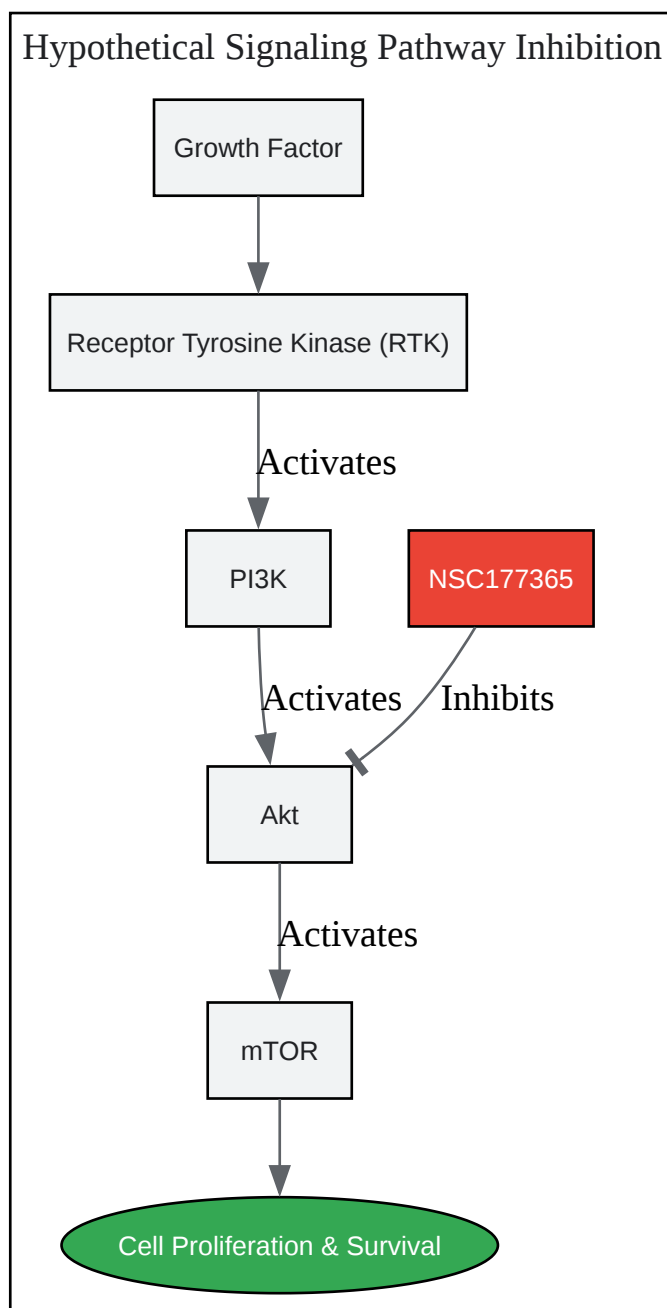 Hypothetical Signaling Pathway Inhibition
Growth Factor
Receptor Tyrosine Kinase (RTK)
Activates
PI3K
NSC177365
Activates
Inhibits
Akt
Activates
mTOR
Cell Proliferation & Survival